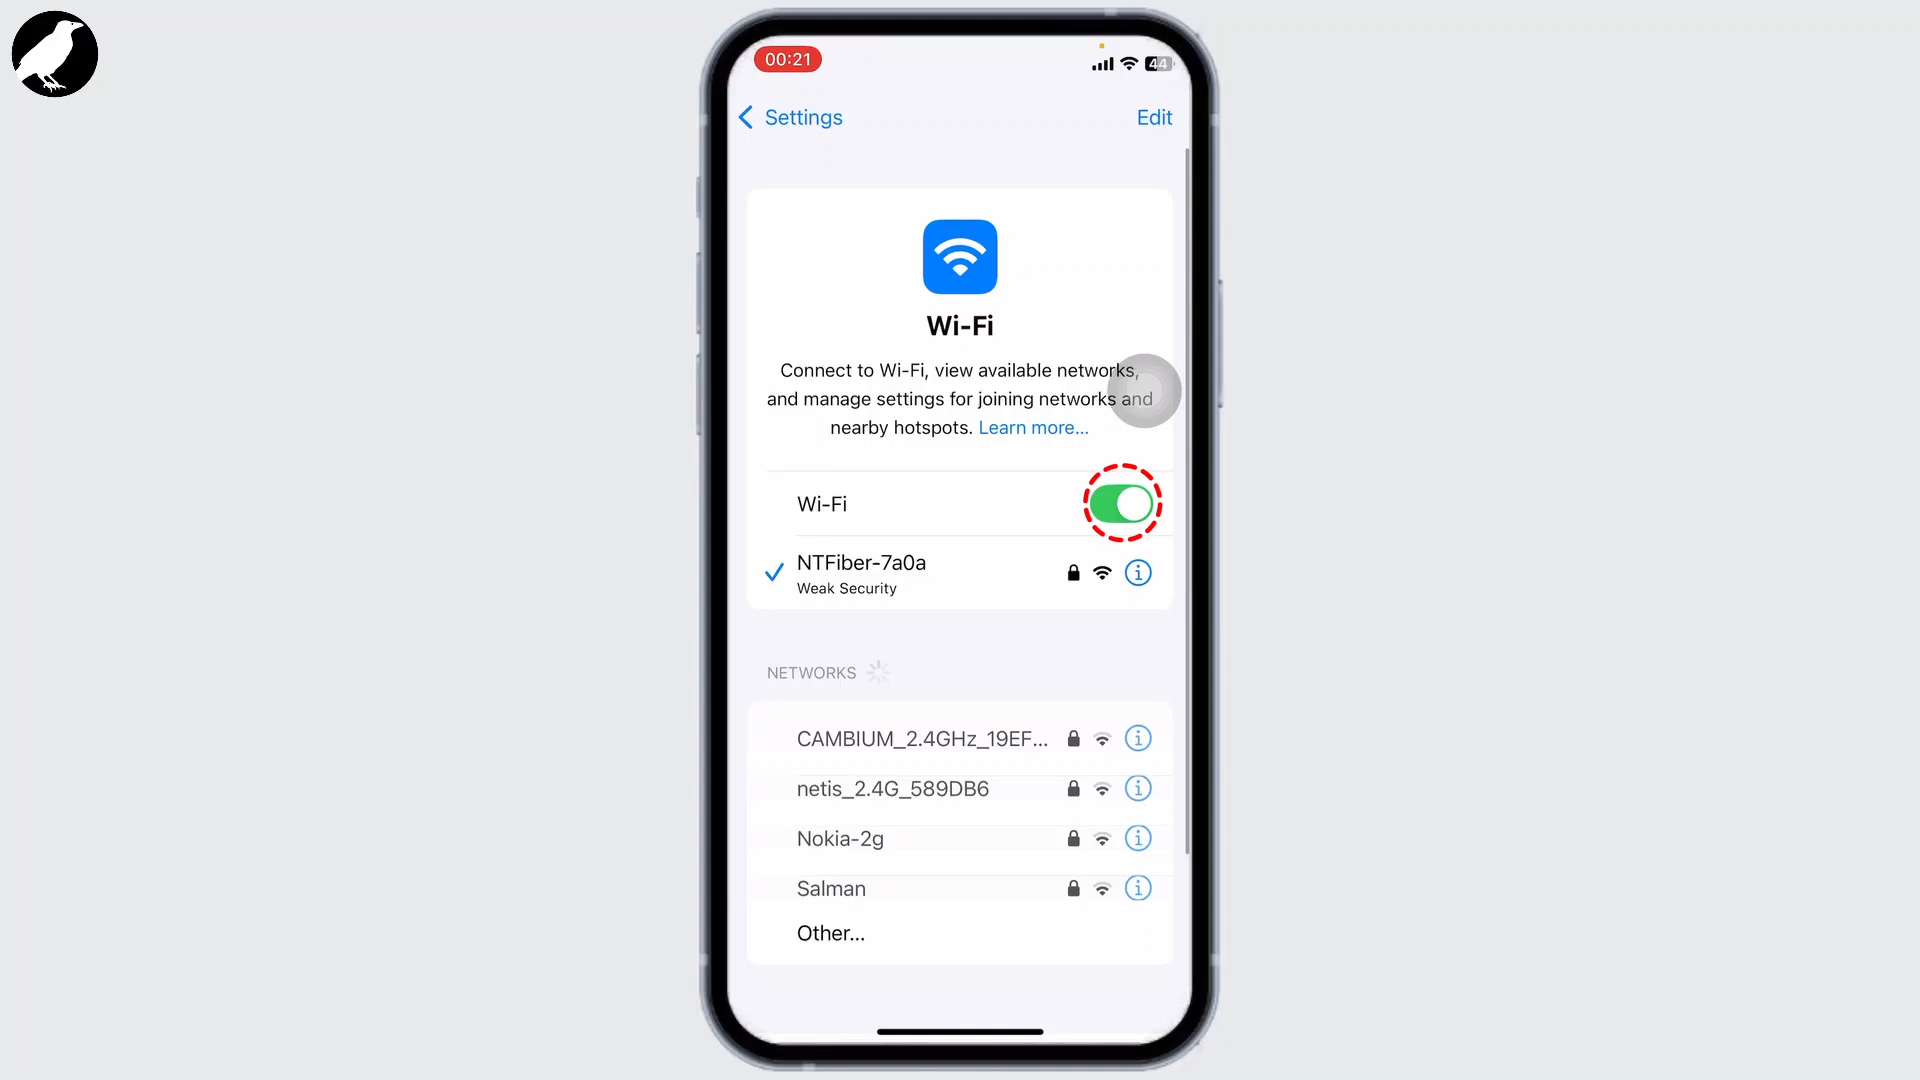 00:21
44
Settings
Edit
Wi-Fi
Connect to Wi-Fi, view available networks,
and manage settings for joining networks and
nearby hotspots. Learn more...
Wi-Fi
NTFiber-7a0a
Weak Security
NETWORKS
CAMBIUM_2.4GHz_19EF...
netis_2.4G_589DB6
Nokia-2g
Salman
Other...